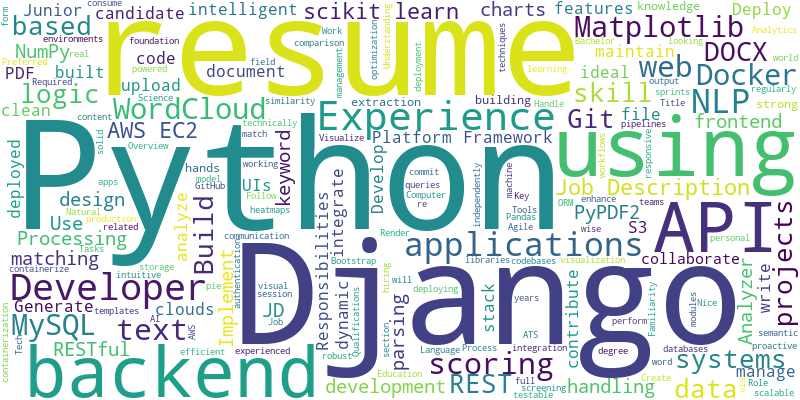 form
consume
Junior
candidate
intelligent
scikit
learn
charts
features
knowledge
Deploy
Preferred
environments
real
powered
foundation
comparison
Work
optimization
Understanding
deployment
Bachelor
looking
techniques
Analytics
world
based
resume
Matplotlib
NumPy
code
field
management
maintain
DOCX
PDF
built
document
learning
web
Docker
output
sprints
regularly
Required
Science
similarity
building
Handle
ideal
Title
strong
logic
upload
extraction
skill
NLP
clean
WordCloud
Experience
Git
file
pipelines
content
technically
match
Visualize
workflows
responsive
frontend
solid
Overview
AWS EC2
keyword
Platform Framework
using
Python
working
commit
machine
Job Description
deployed
apps
design
hands
Develop
queries
Key
ORM
enhance
teams
model
GitHub
Computer
re
independently
Tools
Pandas
Agile
PyPDF2
S3
API
projects
Natural
production
Use
UIs
Follow
heatmaps
Build
analyze
integrate
Responsibilities
Processing
related
communication
Render
applications
wise
collaborate
matching
Tasks
containerize
storage
intuitive
Bootstrap
libraries
codebases
visualization
personal
Django
Developer
Implement
authentication
visual
session
dynamic
hiring
will
deploying
stack
contribute
Familiarity
modules
Nice
Analyzer
Write
Generate
templates
pie
clouds
JD
Job
Qualifications
parsing
years
perform
semantic
MySQL
text
AI
AWS
ATS
integration
degree
databases
proactive
containerization
Tech
RESTful
efficient
experienced
robust
section
scoring
Language
Process
handling
systems
manage
backend
Education
development
REST
full
screening
testable
word
Create
data
Role
scalable